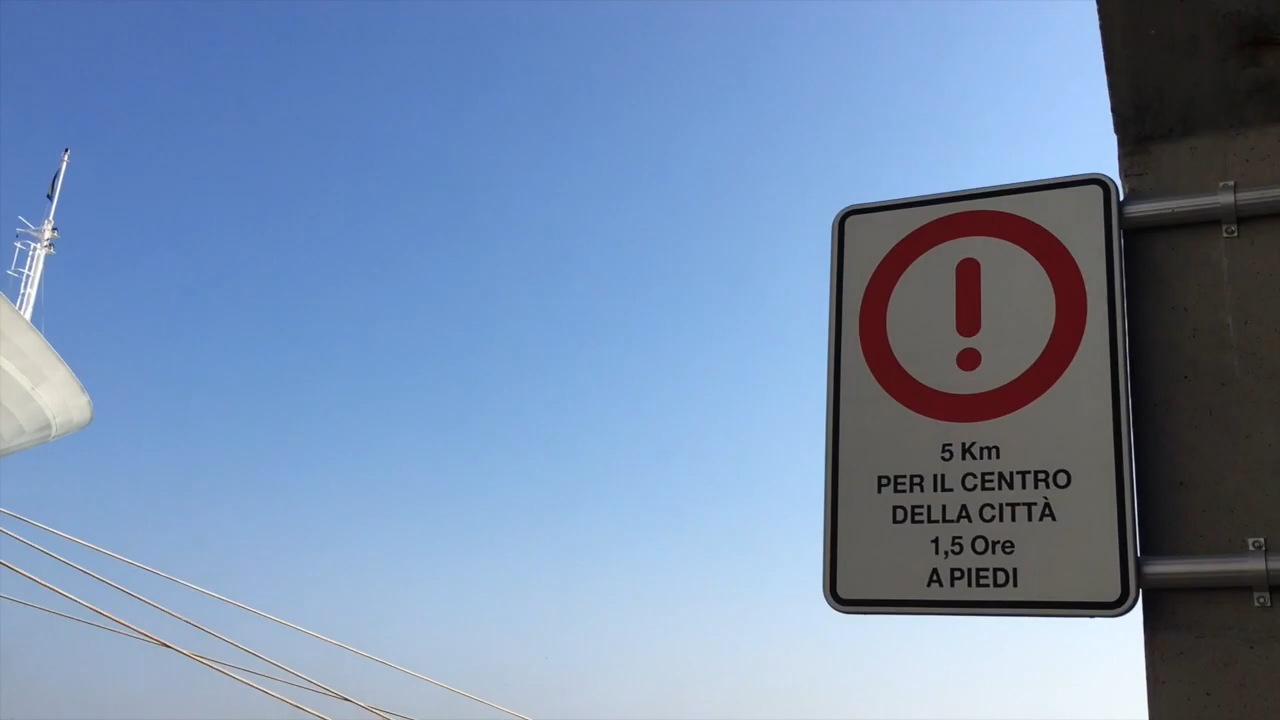 5 Km
PER IL CENTRO
DELLA CITTÀ
1,5 Ore
A PIEDI